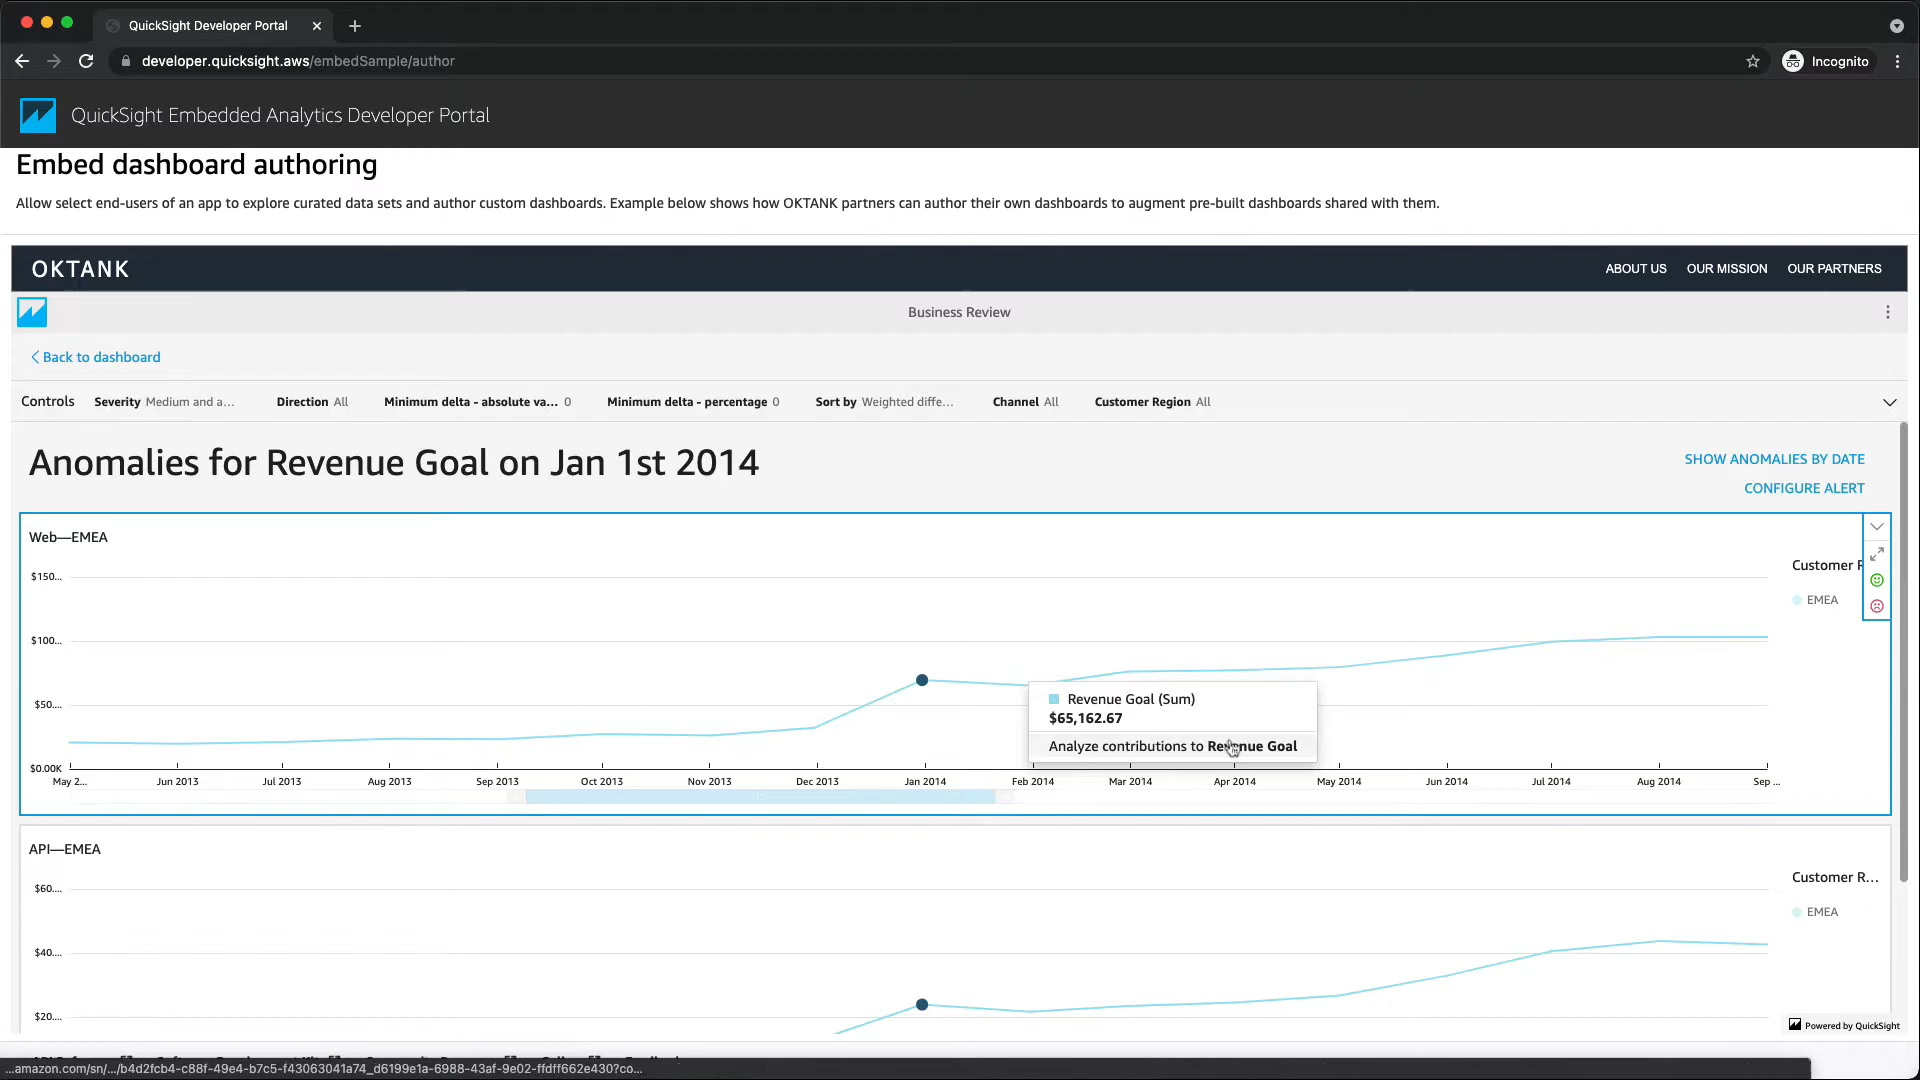 QuickSight Developer Portal
developer.quicksight.aws/embedSample/author
Incognito
QuickSight Embedded Analytics Developer Portal
Embed dashboard authoring
Allow select end-users of an app to explore curated data sets and author custom dashboards. Example below shows how OKTANK partners can author their own dashboards to augment pre-built dashboards shared with them.
OKTANK
ABOUT US OUR MISSION OUR PARTNERS
Business Review
Back to dashboard
Controls Severity Medium and a... Direction All Minimum delta - absolute va... 0 Minimum delta - percentage 0 Sort by Weighted diffe... Channel All Customer Region All
Anomalies for Revenue Goal on Jan 1st 2014
SHOW ANOMALIES BY DATE
CONFIGURE ALERT
Web—EMEA
Customer R
EMEA
$150...
$100...
$50....
$0.00K
Revenue Goal (Sum)
$65,162.67
Analyze contributions to Revenue Goal
May 2... Jun 2013 Jul 2013 Aug 2013 Sep 2013 Oct 2013 Nov 2013 Dec 2013 Jan 2014 Feb 2014 Mar 2014 Apr 2014 May 2014 Jun 2014 Jul 2014 Aug 2014 Sep ...
API—EMEA
Customer R...
EMEA
$60....
$40....
$20....
Powered by QuickSight
...amazon.com/sn/.../b4d2fcb4-c88f-49e4-b7c5-f43063041a74_d6199e1a-6988-43af-9e02-ffdff662e430?co...